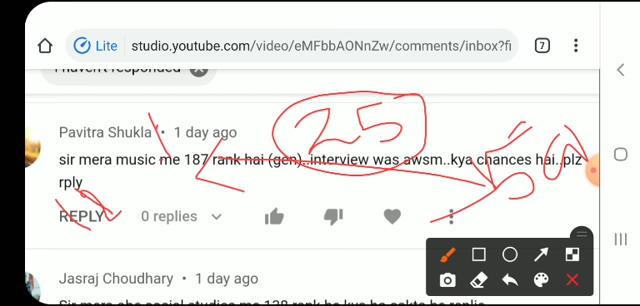 Lite studio.youtube.com/video/eMFbbAONnZw/comments/inbox?fi 7
I haven't responded
Pavitra Shukla • 1 day ago
25
sir mera music me 187 rank hai (gen)..interview was awsm..kya chances hai..plz
rply
REPLY 0 replies
Jasraj Choudhary • 1 day ago